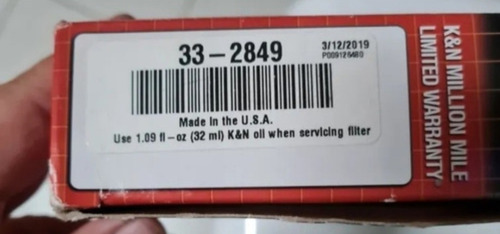 33-2849
3/12/2019
Made in the U.S.A.
Use 1.09 fl-oz (32 ml) K&N oil when servicing filter
K&N MILLION MILE
LIMITED WARRANTY